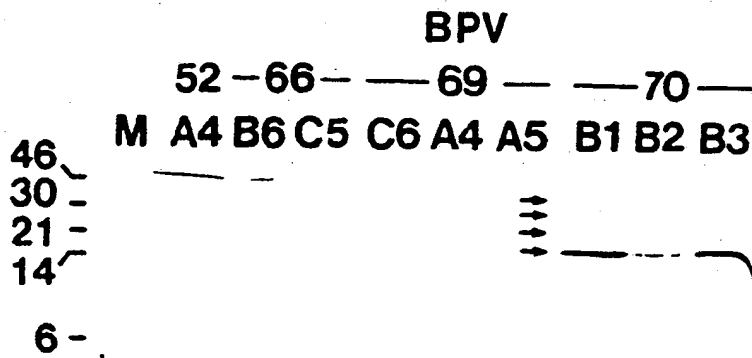 BPV
52 – 66 – — 69 — — 70 —
M A4 B6 C5 C6 A4 A5 B1 B2 B3
46
30
21
14
6